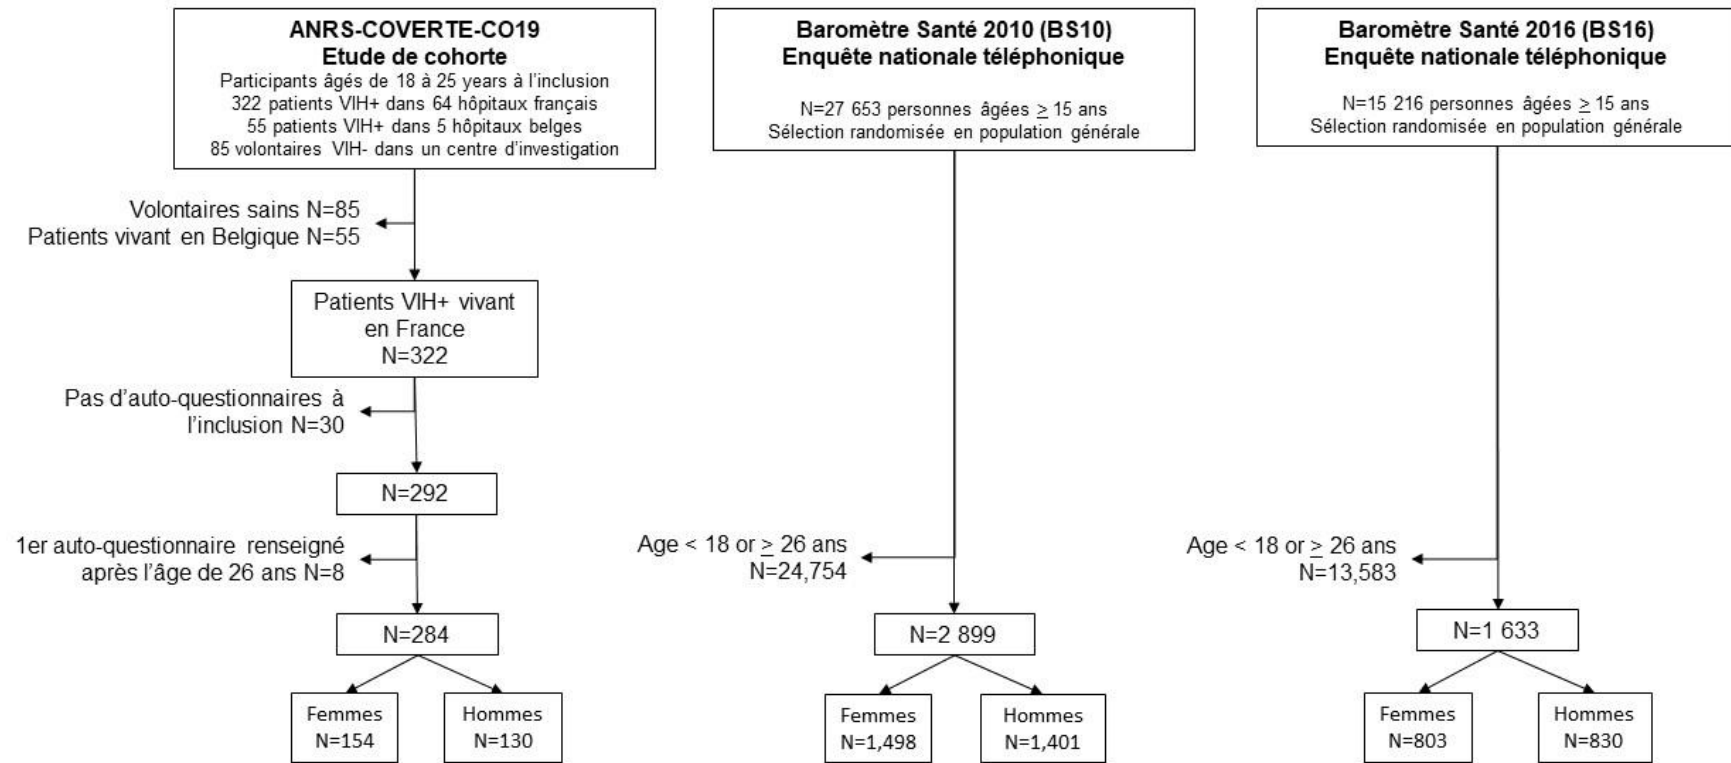 ANRS-COVERTE-CO19
Etude de cohorte
Participants âgés de 18 à 25 years à l'inclusion
322 patients VIH+ dans 64 hôpitaux français
55 patients VIH+ dans 5 hôpitaux belges
85 volontaires VIH- dans un centre d'investigation
Volontaires sains N=85
Patients vivant en Belgique N=55
Patients VIH+ vivant
en France
N=322
Pas d'auto-questionnaires à
l'inclusion N=30
N=292
1er auto-questionnaire renseigné
après l'âge de 26 ans N=8
N=284
Femmes
N=154
Hommes
N=130
Baromètre Santé 2010 (BS10)
Enquête nationale téléphonique
N=27 653 personnes âgées ≥ 15 ans
Sélection randomisée en population générale
Age < 18 or ≥ 26 ans
N=24,754
N=2 899
Femmes
N=1,498
Hommes
N=1,401
Baromètre Santé 2016 (BS16)
Enquête nationale téléphonique
N=15 216 personnes âgées ≥ 15 ans
Sélection randomisée en population générale
Age < 18 or ≥ 26 ans
N=13,583
N=1 633
Femmes
N=803
Hommes
N=830